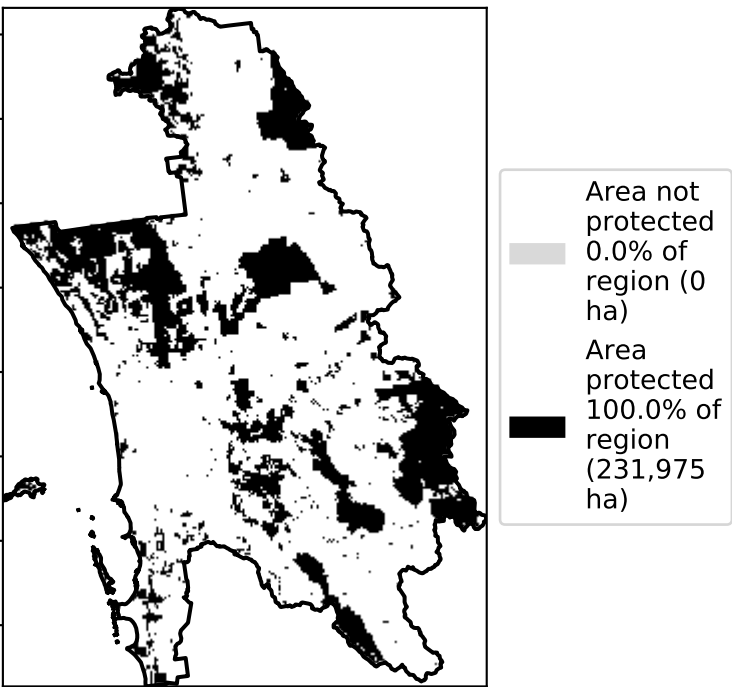 Area not
protected
0.0% of
region (0
ha)
Area
protected
100.0% of
region
(231,975
ha)